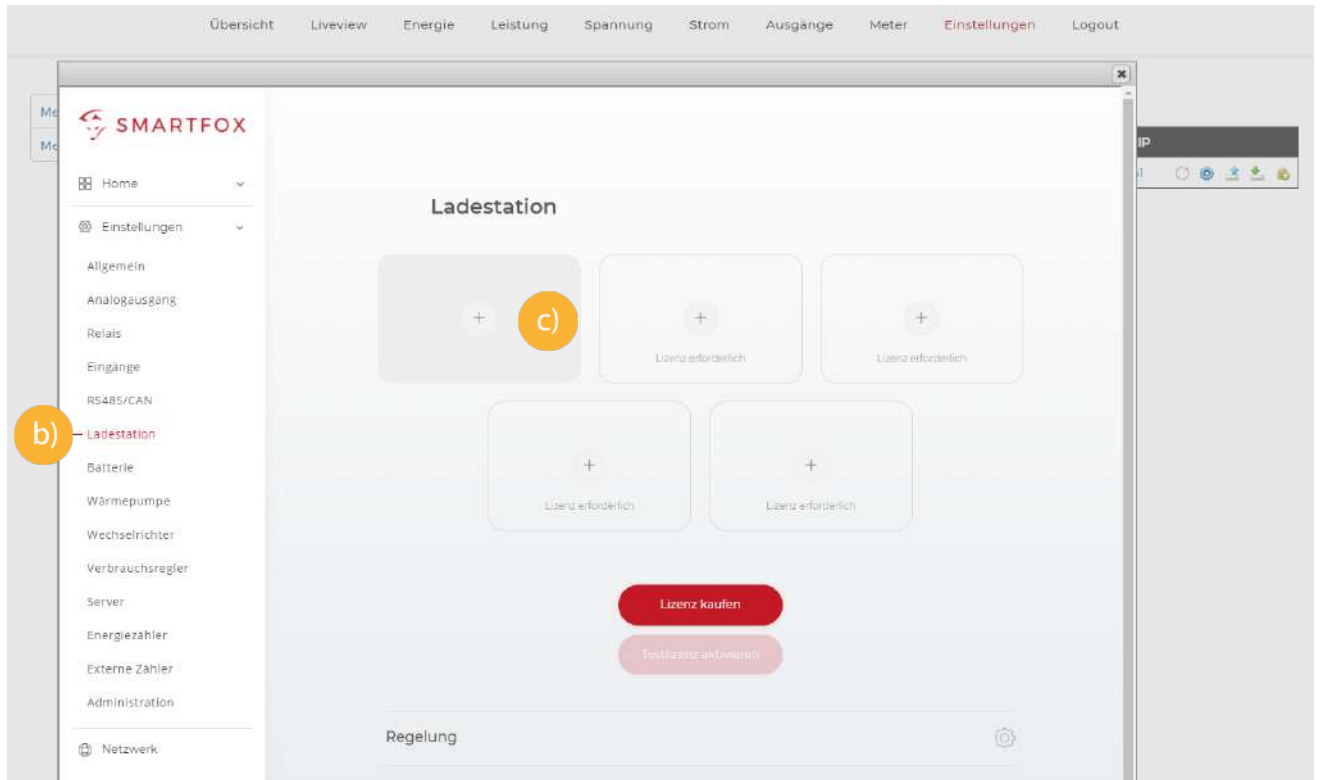 Übersicht Liveview Energie Leistung Spannung Strom Ausgänge Meter Einstellungen Logout
SMARTFOX
IP
Home
Einstellungen
Allgemein
Analogausgang
Relais
Eingänge
RS485/CAN
b) Ladestation
Batterie
Wärmepumpe
Wechselrichter
Verbrauchsregler
Server
Energiezähler
Externe Zähler
Administration
Netzwerk
Ladestation
+ c) + +
Lizenz erforderlich Lizenz erforderlich
+ +
Lizenz erforderlich Lizenz erforderlich
Lizenz kaufen
Testlizenz aktivieren
Regelung